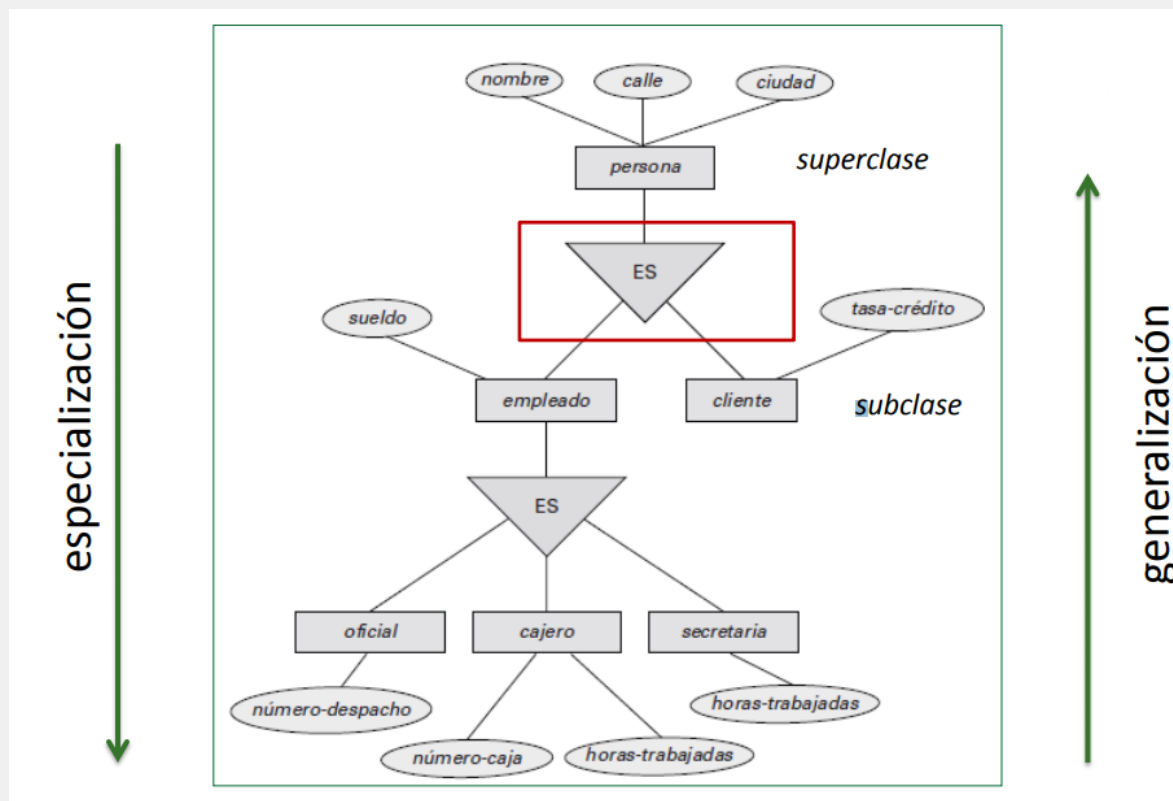 nombre
calle
ciudad
persona
superclase
ES
sueldo
tasa-crédito
empleado
cliente
subclase
especialización
generalización
ES
oficial
cajero
secretaria
número-despacho
horas-trabajadas
número-caja
horas-trabajadas